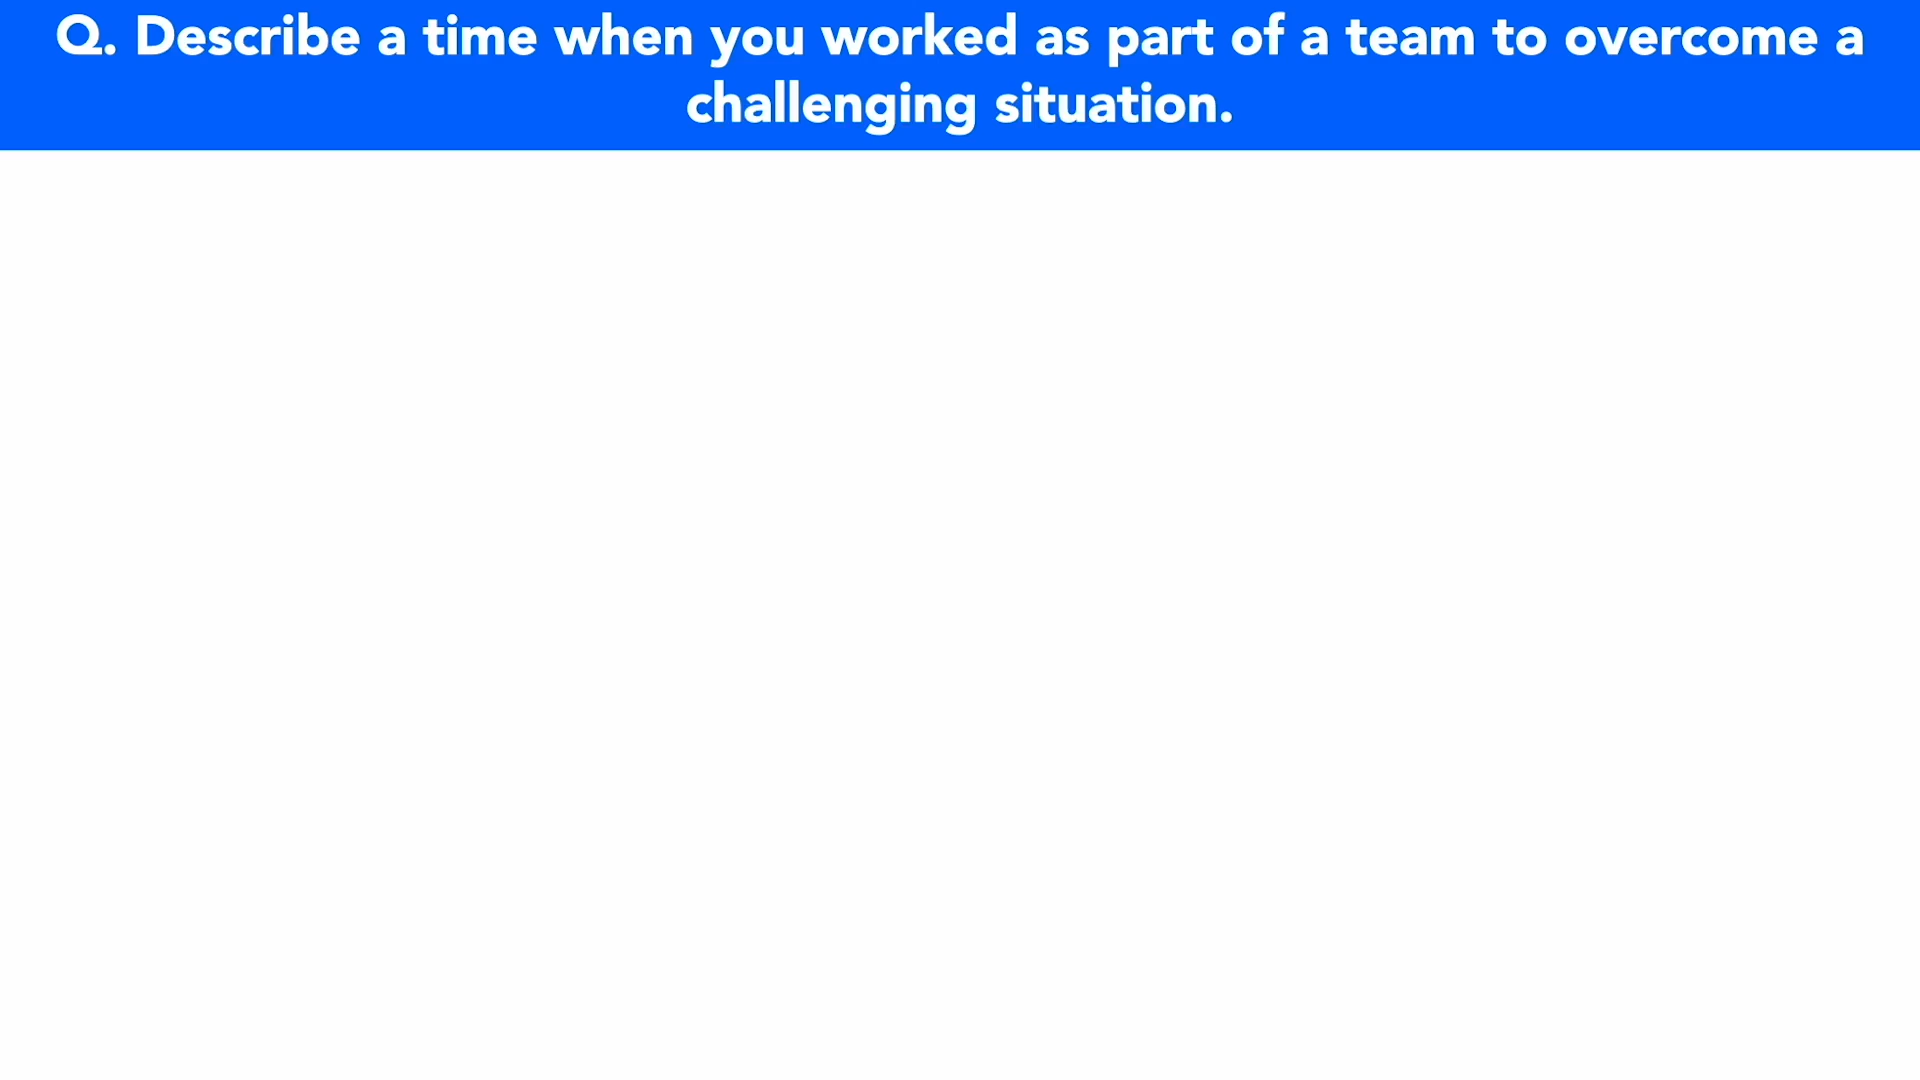 Q. Describe a time when you worked as part of a team to overcome a
challenging situation.